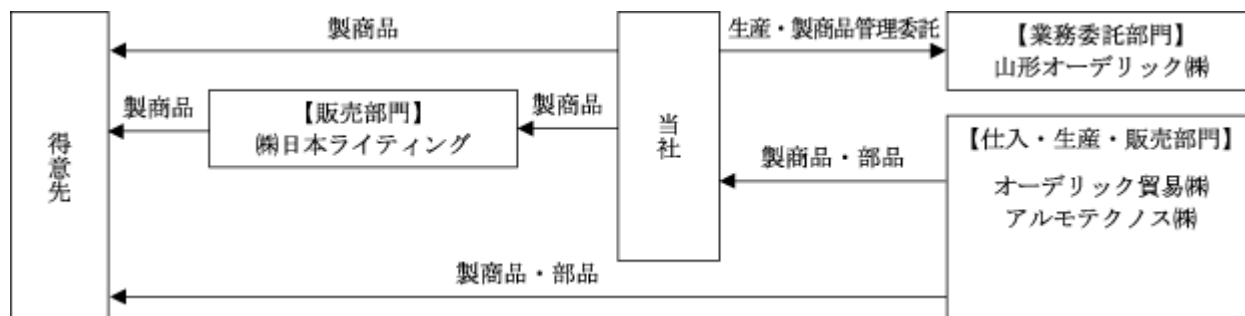 製商品
生産・製商品管理委託
【業務委託部門】
山形オーデリック㈱
製商品
【販売部門】
㈱日本ライティング
製商品
得意先
当社
【仕入・生産・販売部門】
オーデリック貿易㈱
アルモテクノス㈱
製商品・部品
製商品・部品